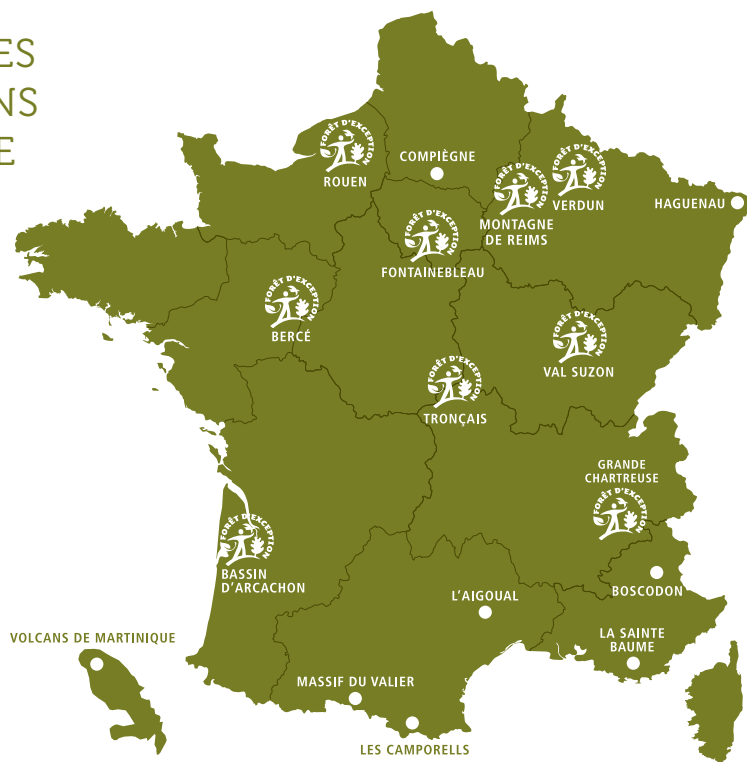 ES
NS
E
FORÊT D'EXCEPTION
ROUEN
COMPIÈGNE
FORÊT D'EXCEPTION
MONTAGNE
DE REIMS
FORÊT D'EXCEPTION
VERDUN
HAGUENAU
FORÊT D'EXCEPTION
FONTAINEBLEAU
FORÊT D'EXCEPTION
BERCÉ
FORÊT D'EXCEPTION
VAL SUZON
FORÊT D'EXCEPTION
TRONÇAIS
GRANDE
CHARTREUSE
FORÊT D'EXCEPTION
FORÊT D'EXCEPTION
BASSIN
D'ARCACHON
BOSCODON
L'AIGOUAL
LA SAINTE
BAUME
VOLCANS DE MARTINIQUE
MASSIF DU VALIER
LES CAMPORELLS